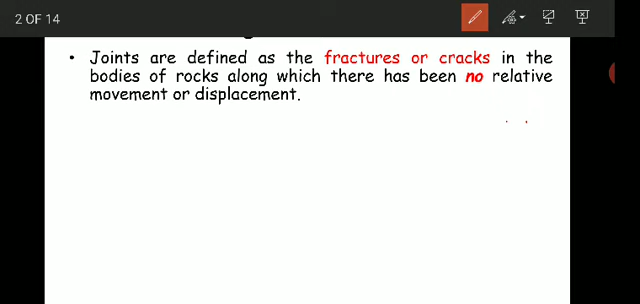 2 OF 14
• Joints are defined as the fractures or cracks in the
bodies of rocks along which there has been no relative
movement or displacement.